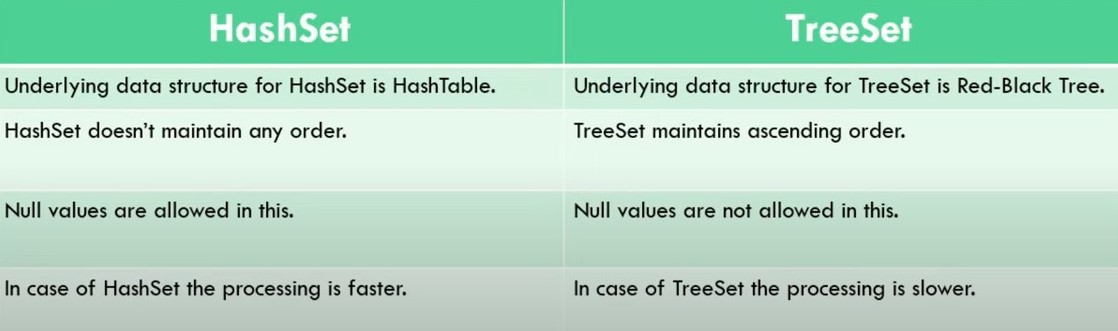 HashSet
TreeSet
Underlying data structure for HashSet is HashTable.
Underlying data structure for TreeSet is Red-Black Tree.
HashSet doesn’t maintain any order.
TreeSet maintains ascending order.
Null values are allowed in this.
Null values are not allowed in this.
In case of HashSet the processing is faster.
In case of TreeSet the processing is slower.